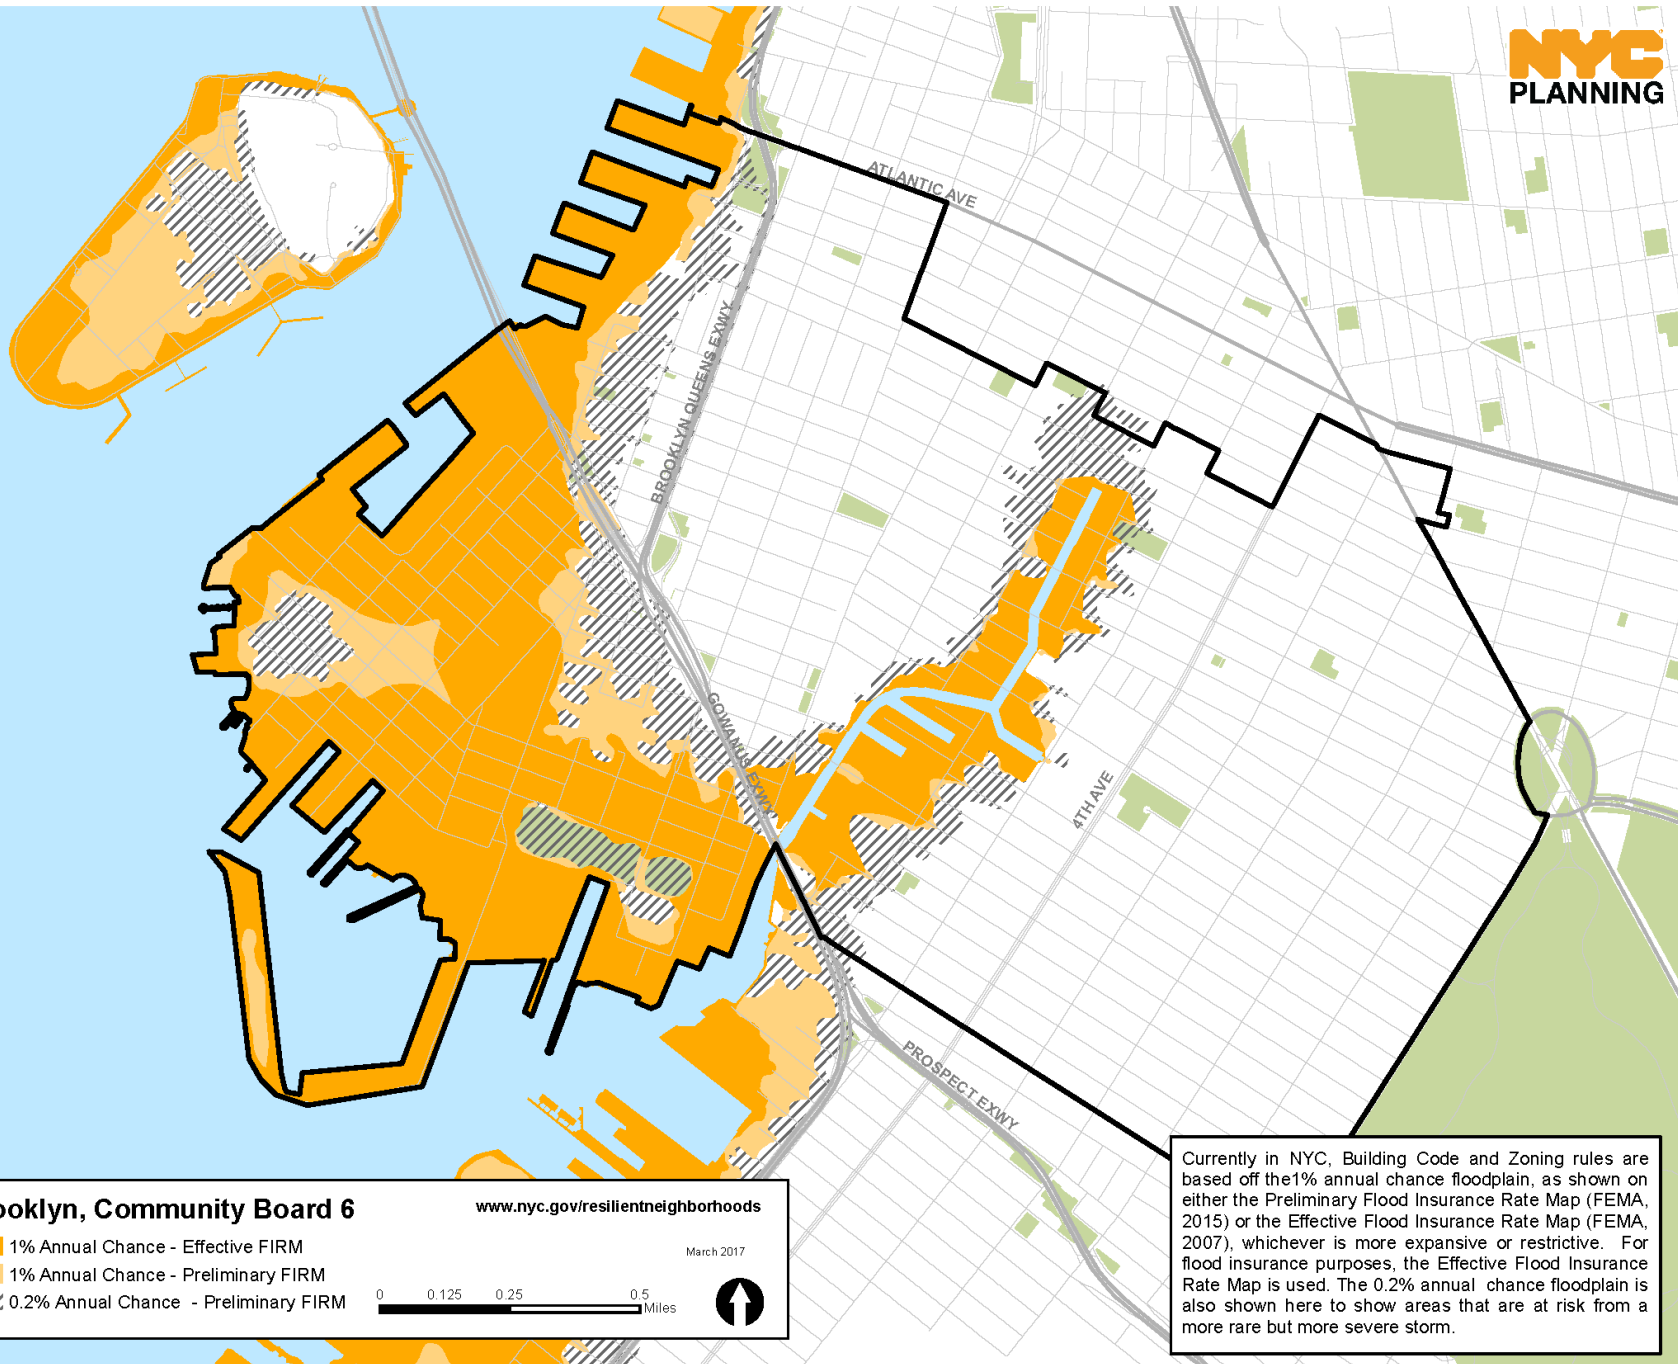 NYC
PLANNING
ATLANTIC AVE
BROOKLYN QUEENS EXWY
GOWANUS EXWY
4TH AVE
PROSPECT EXWY
ooklyn, Community Board 6
www.nyc.gov/resilientneighborhoods
1% Annual Chance - Effective FIRM
March 2017
1% Annual Chance - Preliminary FIRM
0.2% Annual Chance - Preliminary FIRM
0 0.125 0.25 0.5
Miles
Currently in NYC, Building Code and Zoning rules are
based off the1% annual chance floodplain, as shown on
either the Preliminary Flood Insurance Rate Map (FEMA,
2015) or the Effective Flood Insurance Rate Map (FEMA,
2007), whichever is more expansive or restrictive. For
flood insurance purposes, the Effective Flood Insurance
Rate Map is used. The 0.2% annual chance floodplain is
also shown here to show areas that are at risk from a
more rare but more severe storm.